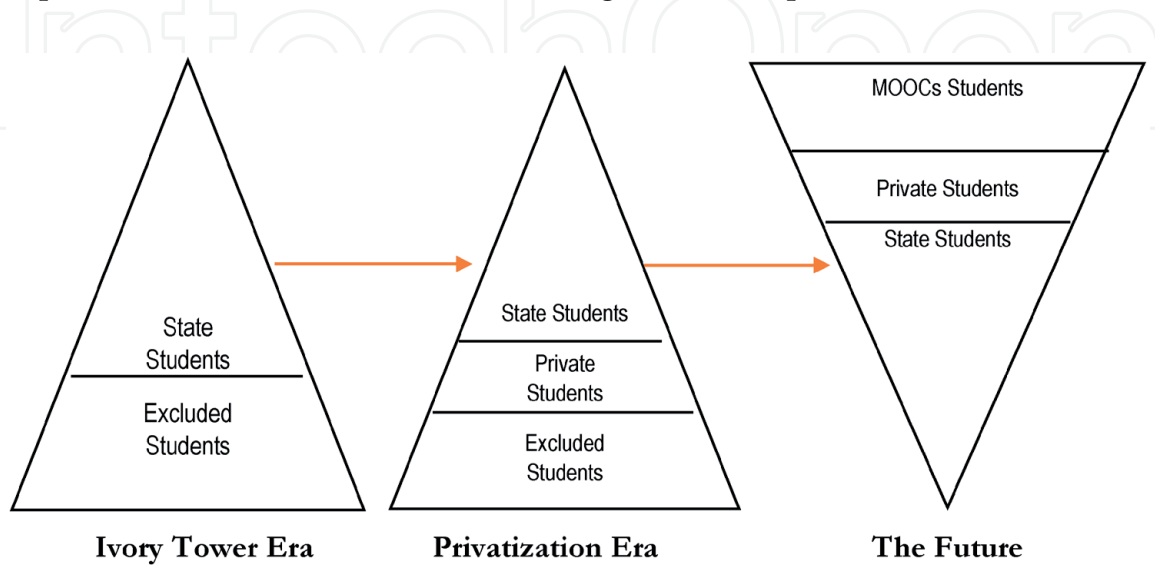 IntechOpen
State
Students
Excluded
Students
State Students
Private
Students
Excluded
Students
MOOCs Students
Private Students
State Students
Ivory Tower Era
Privatization Era
The Future